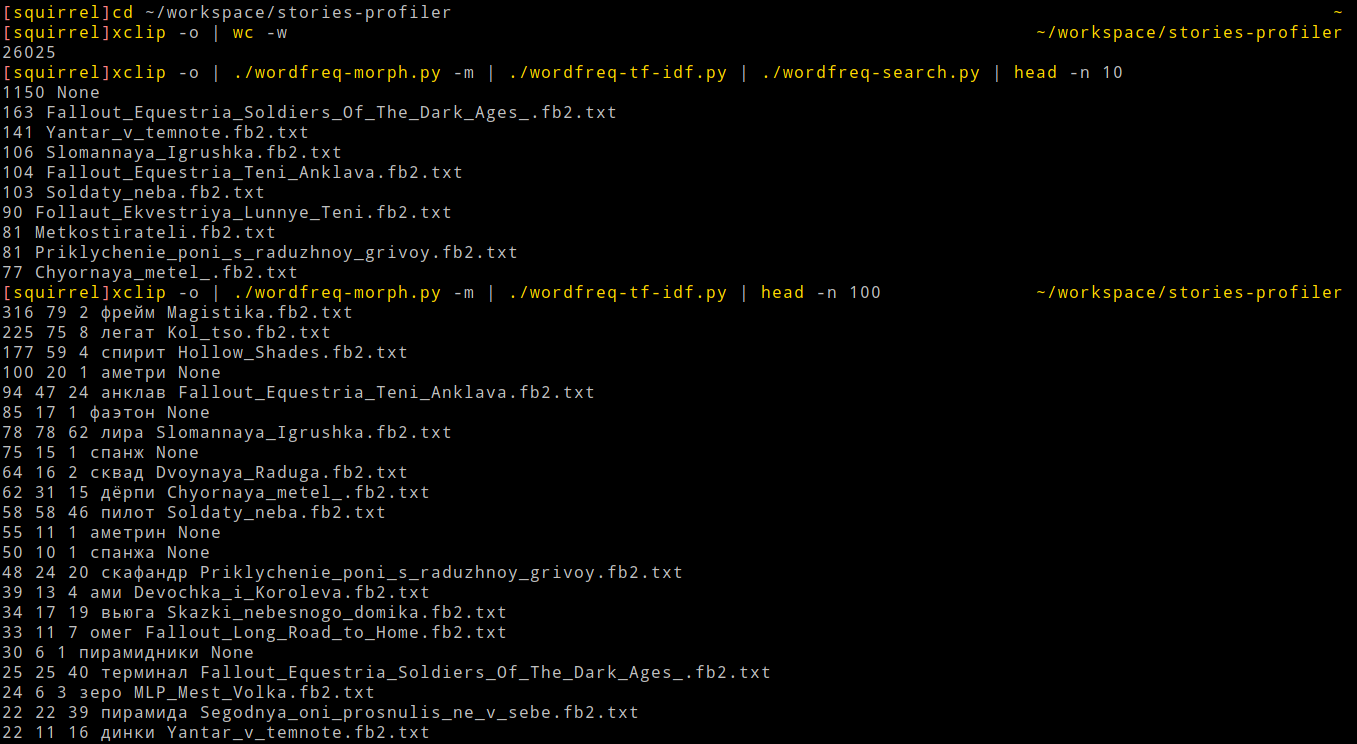 [squirrel]cd ~/workspace/stories-profiler ~
[squirrel]xclip -o | wc -w ~/workspace/stories-profiler
26025
[squirrel]xclip -o | ./wordfreq-morph.py -m | ./wordfreq-tf-idf.py | ./wordfreq-search.py | head -n 10
1150 None
163 Fallout_Equestria_Soldiers_Of_The_Dark_Ages_.fb2.txt
141 Yantar_v_temnote.fb2.txt
106 Slomannaya_Igrushka.fb2.txt
104 Fallout_Equestria_Teni_Anklava.fb2.txt
103 Soldaty_neba.fb2.txt
90 Follaut_Ekvestriya_Lunnye_Teni.fb2.txt
81 Metkostirateli.fb2.txt
81 Priklychenie_poni_s_raduzhnoy_grivoy.fb2.txt
77 Chyornaya_metel_.fb2.txt
[squirrel]xclip -o | ./wordfreq-morph.py -m | ./wordfreq-tf-idf.py | head -n 100 ~/workspace/stories-profiler
316 79 2 фрейм Magistika.fb2.txt
225 75 8 легат Kol_tso.fb2.txt
177 59 4 спирит Hollow_Shades.fb2.txt
100 20 1 аметри None
94 47 24 анклав Fallout_Equestria_Teni_Anklava.fb2.txt
85 17 1 фаэтон None
78 78 62 лира Slomannaya_Igrushka.fb2.txt
75 15 1 спанж None
64 16 2 сквад Dvoynaya_Raduga.fb2.txt
62 31 15 дёрпи Chyornaya_metel_.fb2.txt
58 58 46 пилот Soldaty_neba.fb2.txt
55 11 1 аметрин None
50 10 1 спанжа None
48 24 20 скафандр Priklychenie_poni_s_raduzhnoy_grivoy.fb2.txt
39 13 4 ами Devochka_i_Koroleva.fb2.txt
34 17 19 вьюга Skazki_nebesnogo_domika.fb2.txt
33 11 7 омег Fallout_Long_Road_to_Home.fb2.txt
30 6 1 пирамидники None
25 25 40 терминал Fallout_Equestria_Soldiers_Of_The_Dark_Ages_.fb2.txt
24 6 3 зеро MLP_Mest_Volka.fb2.txt
22 22 39 пирамида Segodnya_oni_prosnulis_ne_v_sebe.fb2.txt
22 11 16 динки Yantar_v_temnote.fb2.txt